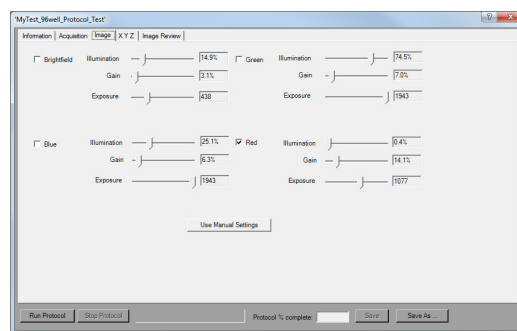 'MyTest_96well_Protocol_Test'
Information Acquisition Image X Y Z Image Review
Brightfield Illumination 14.9% Green Illumination 74.5%
Gain 3.1% Gain 7.0%
Exposure 438 Exposure 1943
Blue Illumination 25.1% Red Illumination 0.4%
Gain 6.3% Gain 14.1%
Exposure 1943 Exposure 1077
Use Manual Settings
Run Protocol Stop Protocol Protocol % complete: Save Save As ...